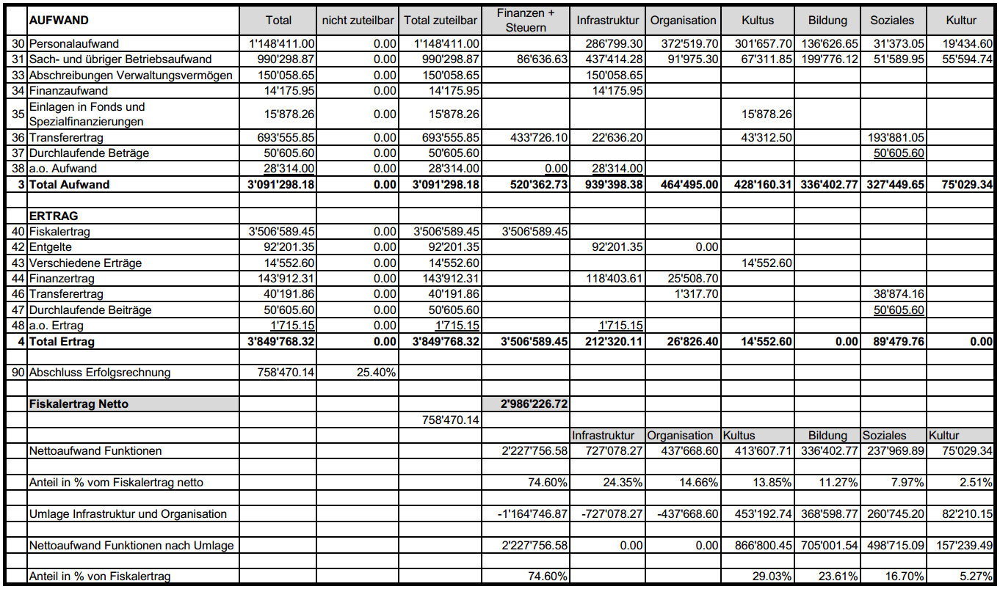 AUFWAND Total nicht zuteilbar Total zuteilbar Finanzen + Steuern Infrastruktur Organisation Kultus Bildung Soziales Kultur
30 Personalaufwand 1'148'411.00 0.00 1'148'411.00 286'799.30 372'519.70 301'657.70 136'626.65 31'373.05 19'434.60
31 Sach- und übriger Betriebsaufwand 990'298.87 0.00 990'298.87 86'636.63 437'414.28 91'975.30 67'311.85 199'776.12 51'589.95 55'594.74
33 Abschreibungen Verwaltungsvermögen 150'058.65 0.00 150'058.65 150'058.65
34 Finanzaufwand 14'175.95 0.00 14'175.95 14'175.95
35 Einlagen in Fonds und Spezialfinanzierungen 15'878.26 0.00 15'878.26 15'878.26
36 Transferertrag 693'555.85 0.00 693'555.85 433'726.10 22'636.20 43'312.50 193'881.05
37 Durchlaufende Beträge 50'605.60 0.00 50'605.60 50'605.60
38 a.o. Aufwand 28'314.00 0.00 28'314.00 0.00 28'314.00
3 Total Aufwand 3'091'298.18 0.00 3'091'298.18 520'362.73 939'398.38 464'495.00 428'160.31 336'402.77 327'449.65 75'029.34
ERTRAG
40 Fiskalertrag 3'506'589.45 0.00 3'506'589.45 3'506'589.45
42 Entgelte 92'201.35 0.00 92'201.35 92'201.35 0.00
43 Verschiedene Erträge 14'552.60 0.00 14'552.60 14'552.60
44 Finanzertrag 143'912.31 0.00 143'912.31 118'403.61 25'508.70
46 Transferertrag 40'191.86 0.00 40'191.86 1'317.70 38'874.16
47 Durchlaufende Beiträge 50'605.60 0.00 50'605.60 50'605.60
48 a.o. Ertrag 1'715.15 0.00 1'715.15 1'715.15
4 Total Ertrag 3'849'768.32 0.00 3'849'768.32 3'506'589.45 212'320.11 26'826.40 14'552.60 0.00 89'479.76 0.00
90 Abschluss Erfolgsrechnung 758'470.14 25.40%
Fiskalertrag Netto 2'986'226.72
758'470.14
Infrastruktur Organisation Kultus Bildung Soziales Kultur
Nettoaufwand Funktionen 2'227'756.58 727'078.27 437'668.60 413'607.71 336'402.77 237'969.89 75'029.34
Anteil in % vom Fiskalertrag netto 74.60% 24.35% 14.66% 13.85% 11.27% 7.97% 2.51%
Umlage Infrastruktur und Organisation -1'164'746.87 -727'078.27 -437'668.60 453'192.74 368'598.77 260'745.20 82'210.15
Nettoaufwand Funktionen nach Umlage 2'227'756.58 0.00 0.00 866'800.45 705'001.54 498'715.09 157'239.49
Anteil in % von Fiskalertrag 74.60% 29.03% 23.61% 16.70% 5.27%